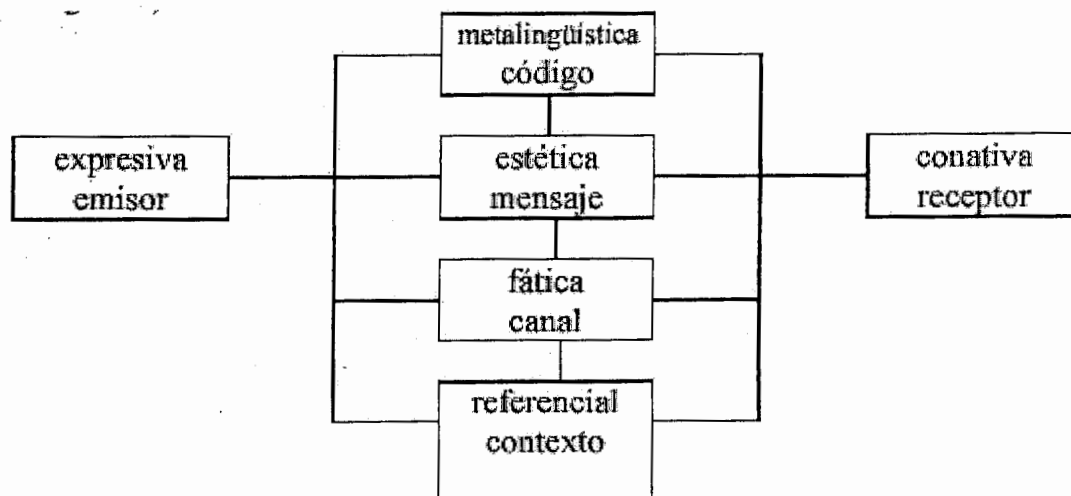 metalingüística
código
expresiva
emisor
estética
mensaje
conativa
receptor
fática
canal
referencial
contexto